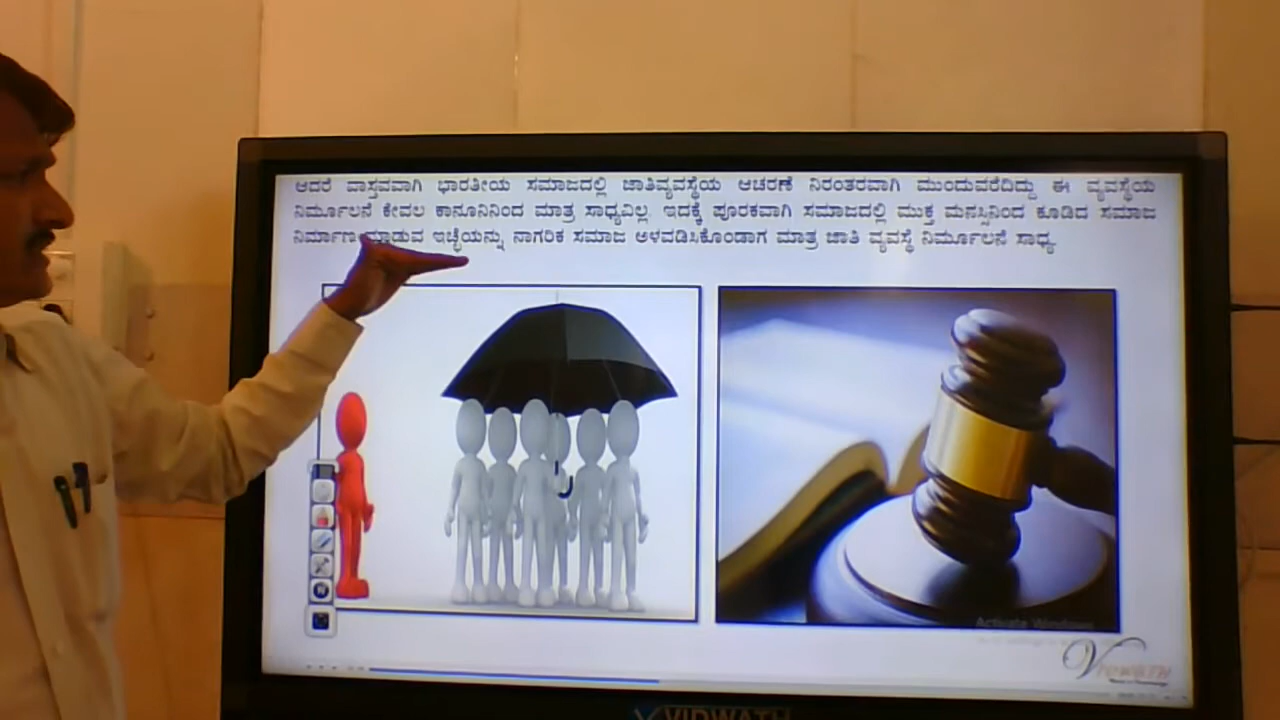 ಆದರೆ ವಾಸ್ತವವಾಗಿ ಭಾರತೀಯ ಸಮಾಜದಲ್ಲಿ ಜಾತಿವ್ಯವಸ್ಥೆಯ ಆಚರಣೆ ನಿರಂತರವಾಗಿ ಮುಂದುವರೆದಿದ್ದು ಈ ವ್ಯವಸ್ಥೆಯ
ನಿರ್ಮೂಲನೆ ಕೇವಲ ಕಾನೂನಿನಿಂದ ಮಾತ್ರ ಸಾಧ್ಯವಿಲ್ಲ. ಇದಕ್ಕೆ ಪೂರಕವಾಗಿ ಸಮಾಜದಲ್ಲಿ ಮುಕ್ತ ಮನಸ್ಸಿನಿಂದ ಕೂಡಿದ ಸಮಾಜ
ನಿರ್ಮಾಣ ಮಾಡುವ ಇಚ್ಛೆಯನ್ನು ನಾಗರಿಕ ಸಮಾಜ ಅಳವಡಿಸಿಕೊಂಡಾಗ ಮಾತ್ರ ಜಾತಿ ವ್ಯವಸ್ಥೆ ನಿರ್ಮೂಲನೆ ಸಾಧ್ಯ.
Activate Windows
VIDWATH
VIDWATH